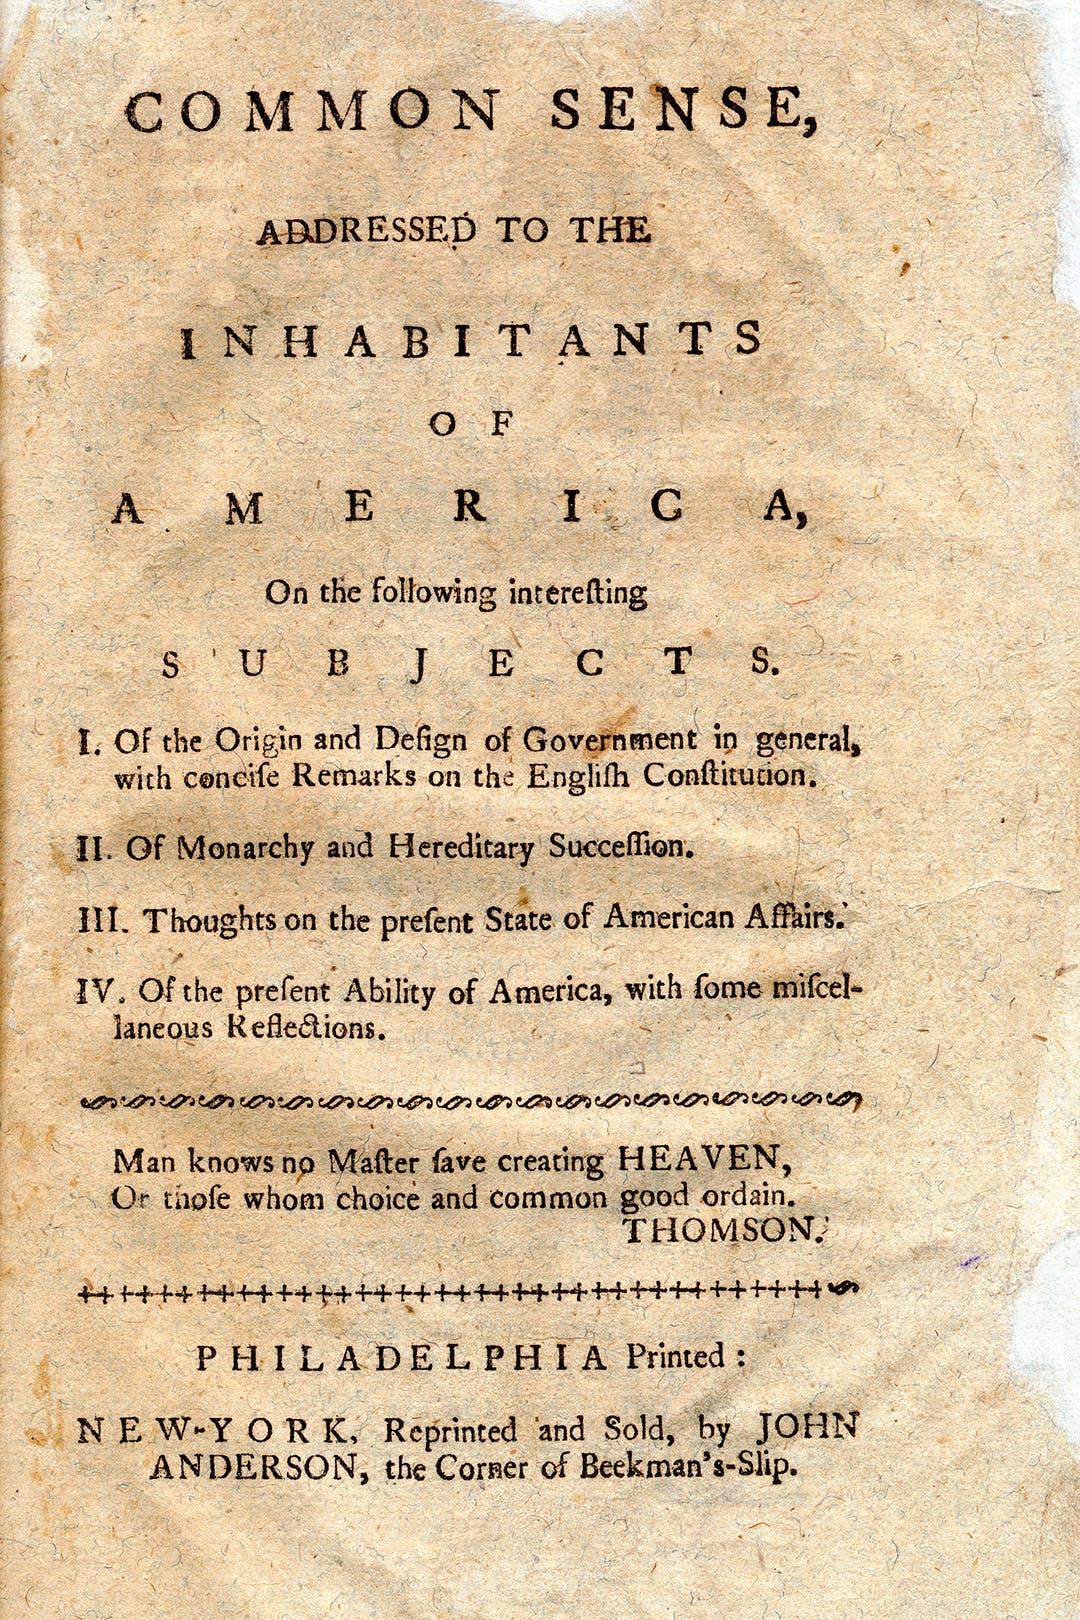 COMMON SENSE,
ADDRESSED TO THE
INHABITANTS
OF
AMERICA,
On the following intereſting
SUBJECTS.
I. Of the Origin and Deſign of Government in general,
with conciſe Remarks on the Engliſh Conſtitution.
II. Of Monarchy and Hereditary Succeſſion.
III. Thoughts on the preſent State of American Affairs.
IV. Of the preſent Ability of America, with ſome miſcel-
laneous Reflections.
Man knows no Maſter ſave creating HEAVEN,
Or thoſe whom choice and common good ordain.
THOMSON.
PHILADELPHIA Printed:
NEW-YORK, Reprinted and Sold, by JOHN
ANDERSON, the Corner of Beekman's-Slip.